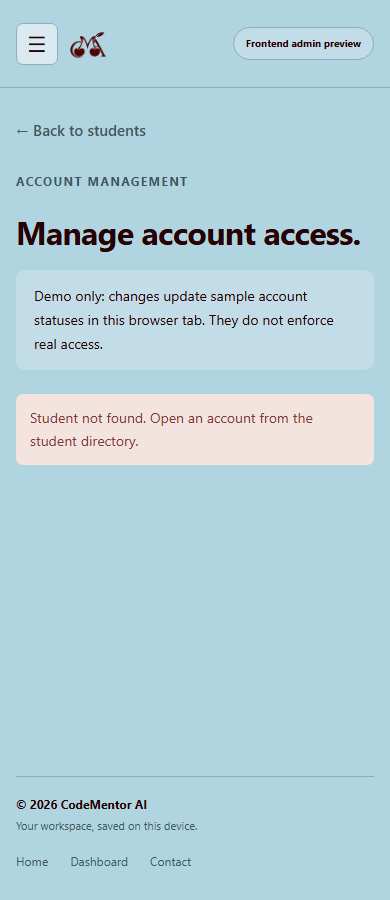 ☰
Frontend admin preview
← Back to students
ACCOUNT MANAGEMENT
Manage account access.
Demo only: changes update sample account
statuses in this browser tab. They do not enforce
real access.
Student not found. Open an account from the
student directory.
© 2026 CodeMentor AI
Your workspace, saved on this device.
Home Dashboard Contact